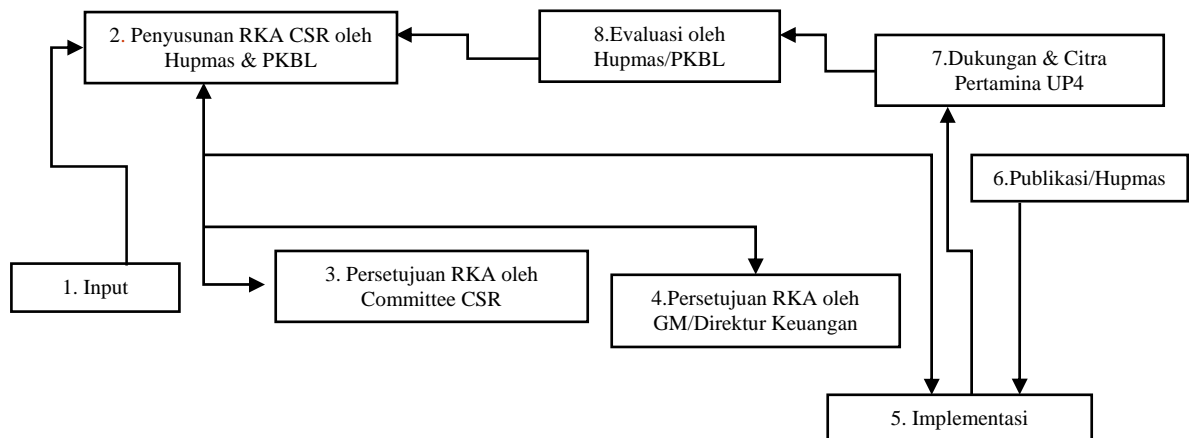 2. Penyusunan RKA CSR oleh
Hupmas & PKBL
8.Evaluasi oleh
Hupmas/PKBL
7.Dukungan & Citra
Pertamina UP4
6.Publikasi/Hupmas
1. Input
3. Persetujuan RKA oleh
Committee CSR
4.Persetujuan RKA oleh
GM/Direktur Keuangan
5. Implementasi